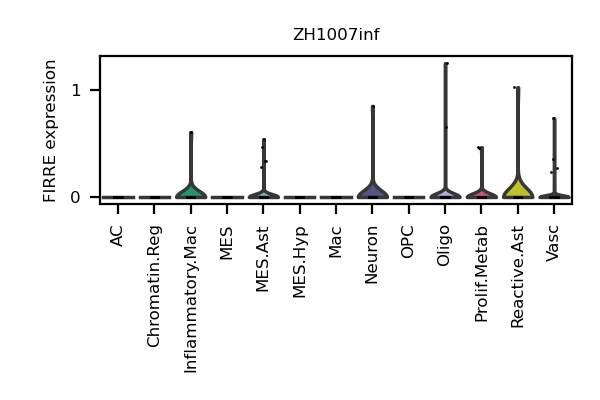 ZH1007inf
FIRRE expression
1
0
AC
Chromatin.Reg
Inflammatory.Mac
MES
MES.Ast
MES.Hyp
Mac
Neuron
OPC
Oligo
Prolif.Metab
Reactive.Ast
Vasc